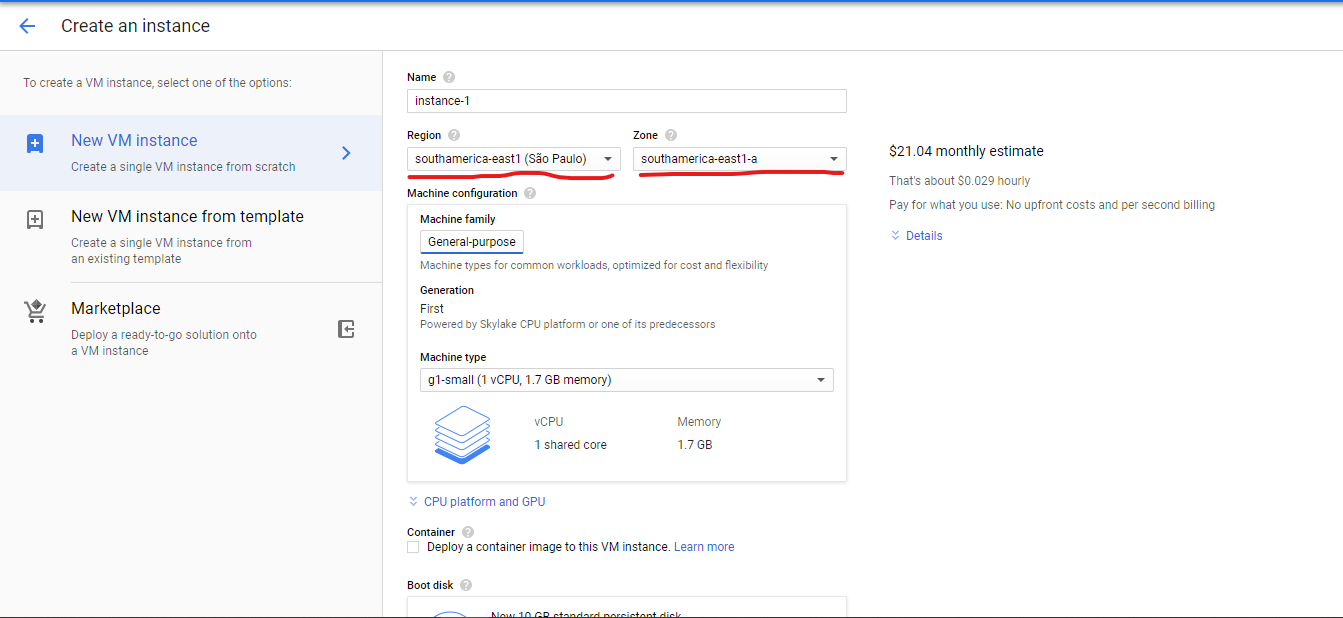 Create an instance
To create a VM instance, select one of the options:
New VM instance
Create a single VM instance from scratch
New VM instance from template
Create a single VM instance from
an existing template
Marketplace
Deploy a ready-to-go solution onto
a VM instance
Name
instance-1
Region
Zone
southamerica-east1 (São Paulo)
southamerica-east1-a
Machine configuration
Machine family
General-purpose
Machine types for common workloads, optimized for cost and flexibility
Generation
First
Powered by Skylake CPU platform or one of its predecessors
Machine type
g1-small (1 vCPU, 1.7 GB memory)
vCPU
Memory
1 shared core
1.7 GB
CPU platform and GPU
Container
Deploy a container image to this VM instance. Learn more
Boot disk
New 10 GB standard persistent disk
$21.04 monthly estimate
That's about $0.029 hourly
Pay for what you use: No upfront costs and per second billing
Details